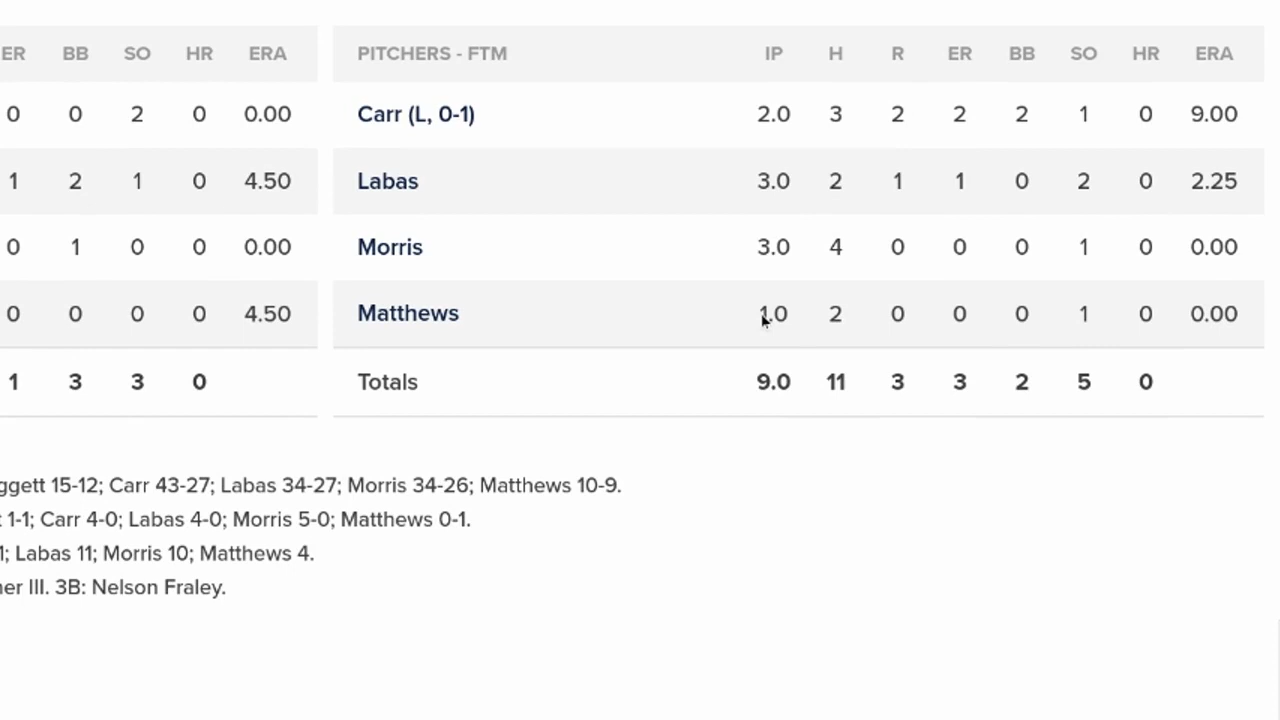 ER BB SO HR ERA PITCHERS - FTM IP H R ER BB SO HR ERA
0 0 2 0 0.00 Carr (L, 0-1) 2.0 3 2 2 2 1 0 9.00
1 2 1 0 4.50 Labas 3.0 2 1 1 0 2 0 2.25
0 1 0 0 0.00 Morris 3.0 4 0 0 0 1 0 0.00
0 0 0 0 4.50 Matthews 1.0 2 0 0 0 1 0 0.00
1 3 3 0 Totals 9.0 11 3 3 2 5 0
ggett 15-12; Carr 43-27; Labas 34-27; Morris 34-26; Matthews 10-9.
1-1; Carr 4-0; Labas 4-0; Morris 5-0; Matthews 0-1.
1; Labas 11; Morris 10; Matthews 4.
ner III. 3B: Nelson Fraley.